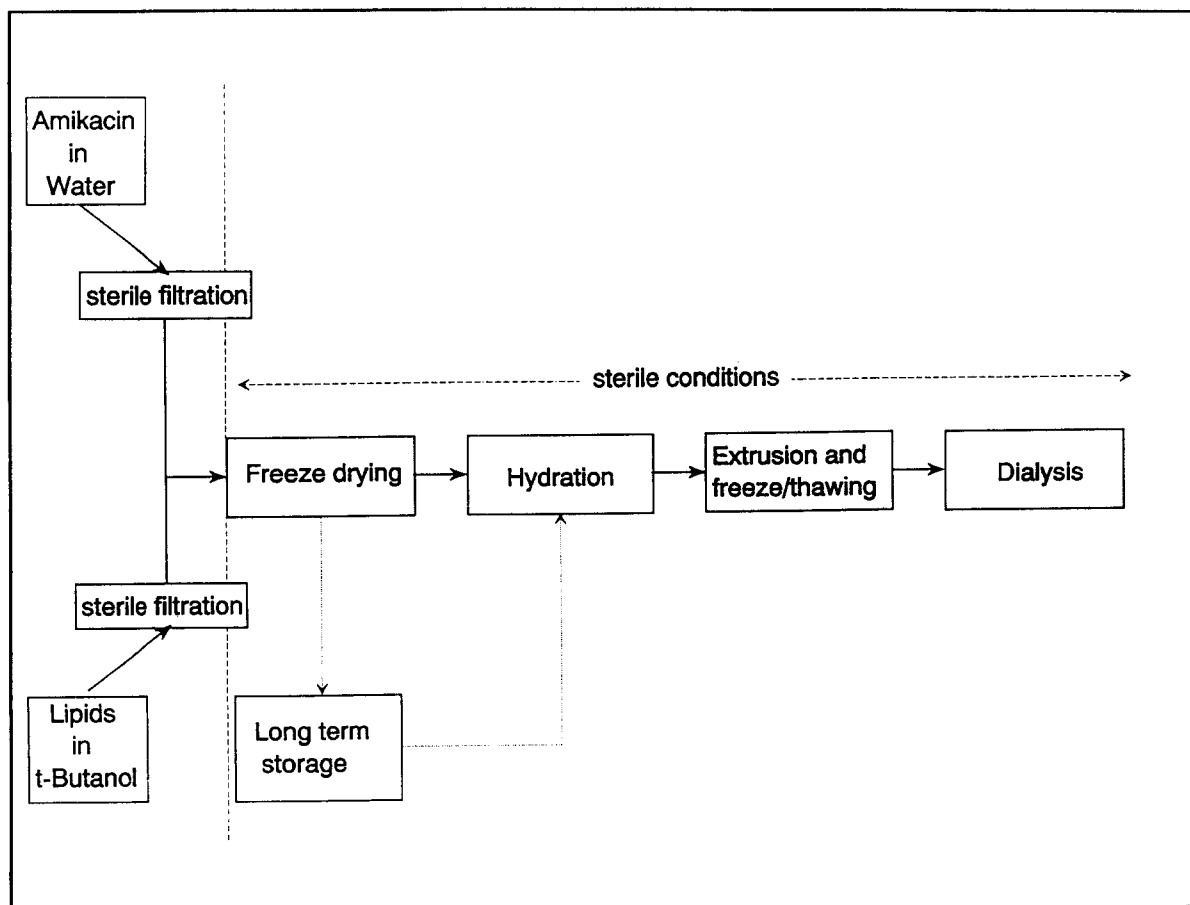 Amikacin
in
Water
sterile filtration
sterile conditions
Freeze drying
Hydration
Extrusion and
freeze/thawing
Dialysis
sterile filtration
Lipids
in
t-Butanol
Long term
storage